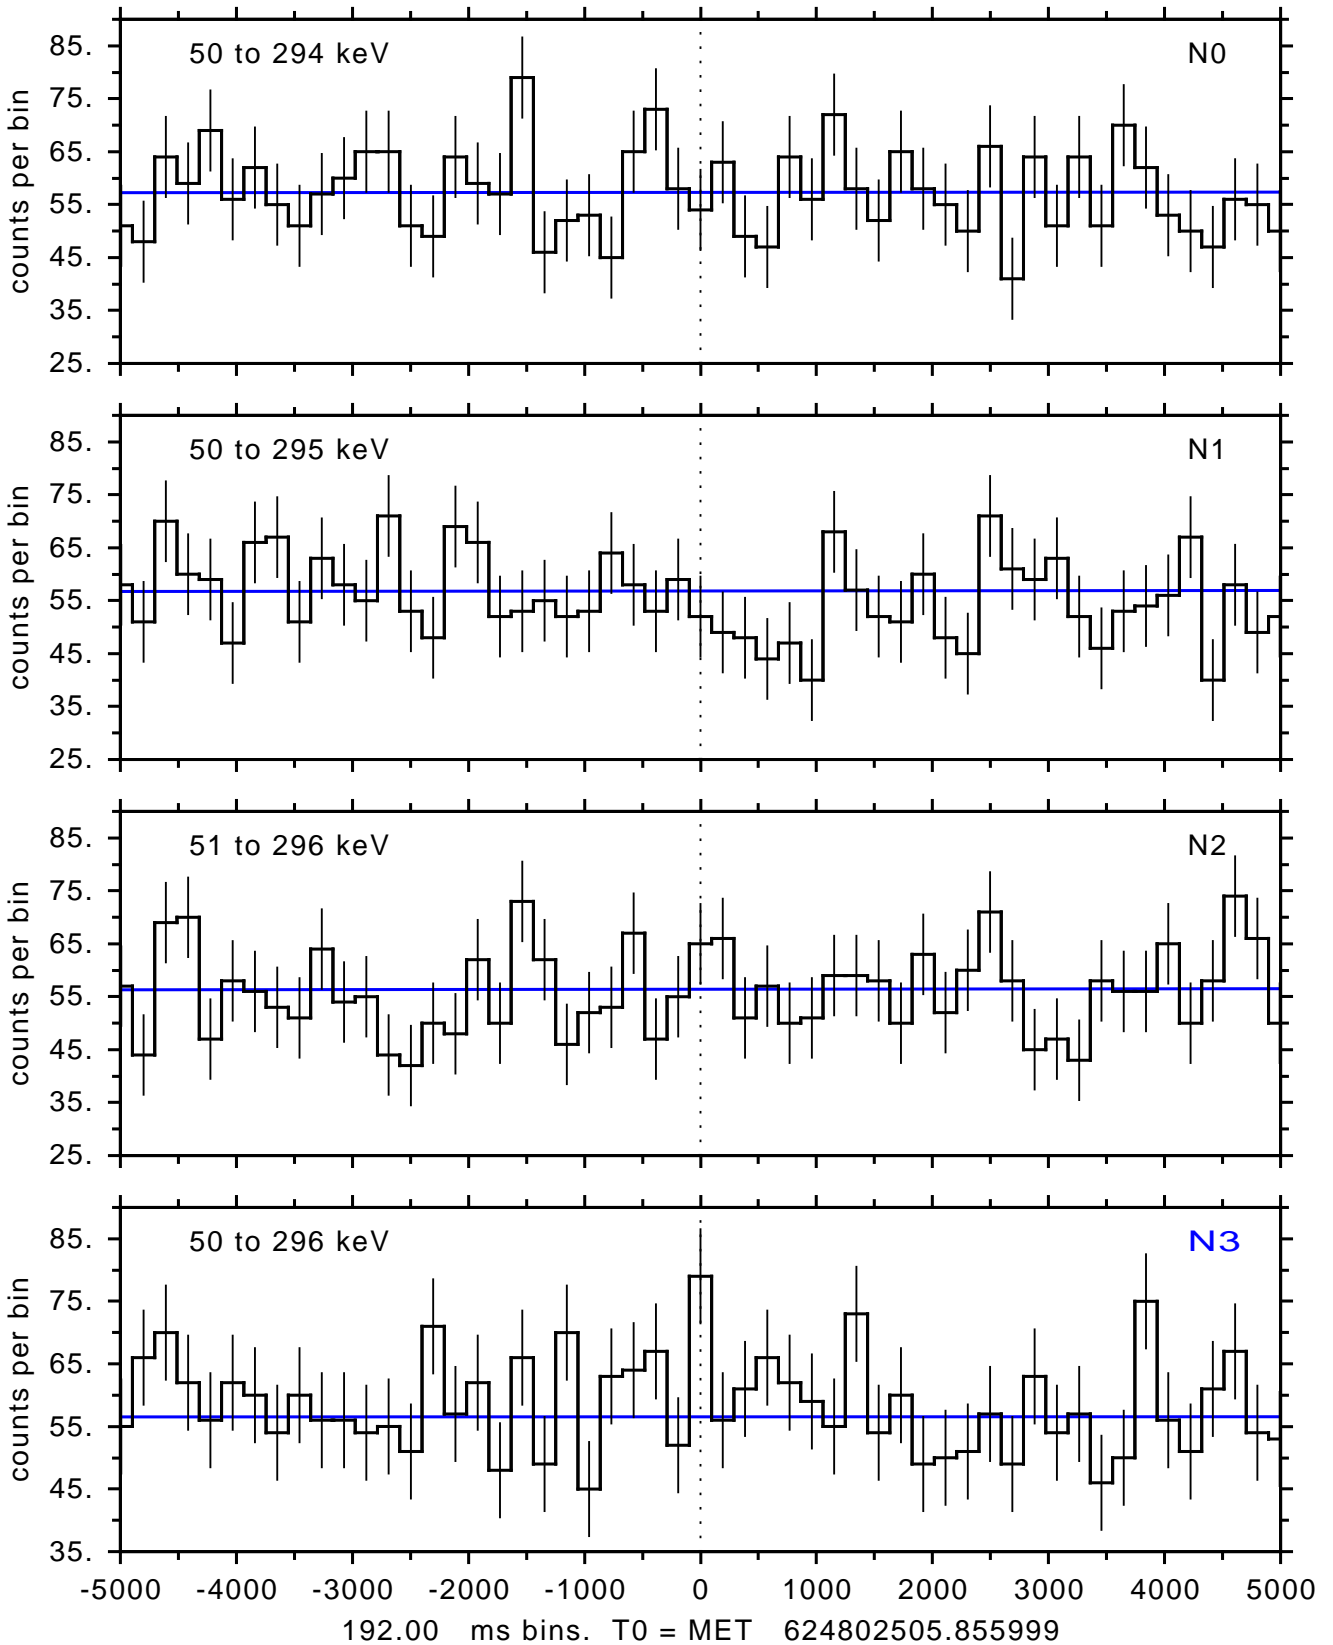 50 to 294 keV N0
85.
75.
65.
55.
45.
35.
25.
counts per bin
50 to 295 keV N1
85.
75.
65.
55.
45.
35.
25.
counts per bin
51 to 296 keV N2
85.
75.
65.
55.
45.
35.
25.
counts per bin
50 to 296 keV N3
85.
75.
65.
55.
45.
35.
counts per bin
-5000 -4000 -3000 -2000 -1000 0 1000 2000 3000 4000 5000
192.00 ms bins. T0 = MET 624802505.855999